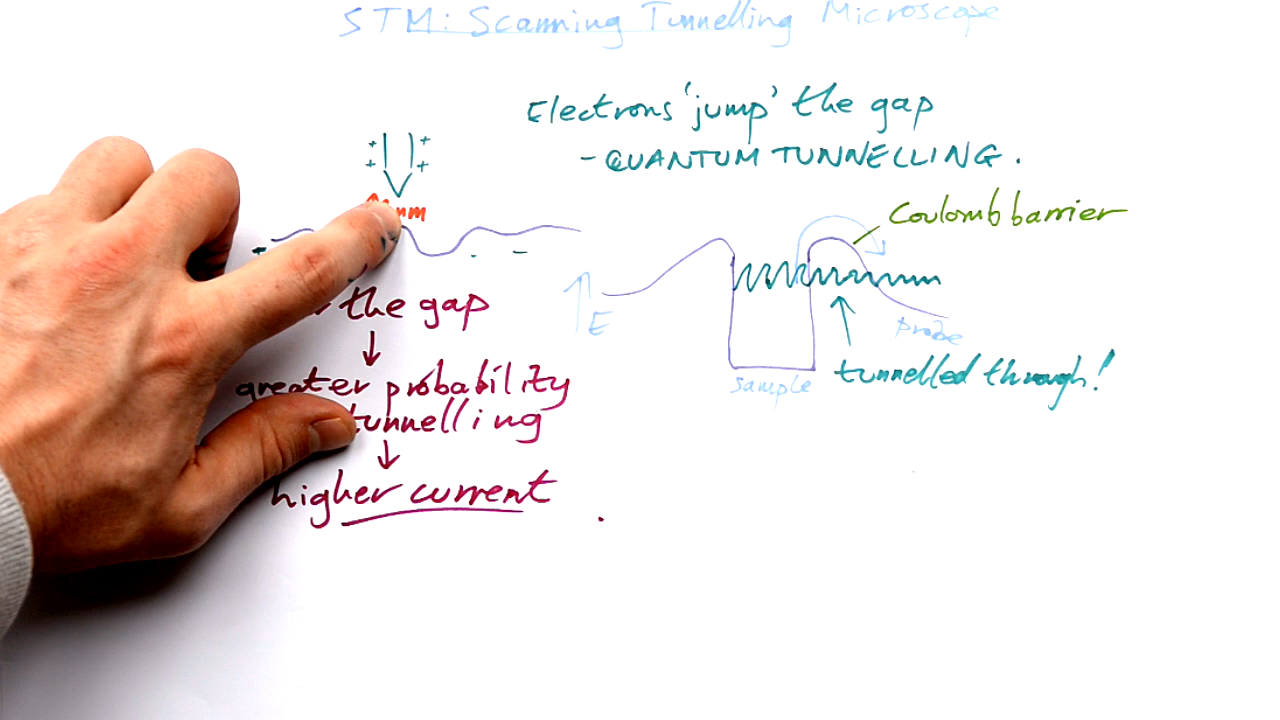 STM: Scanning Tunnelling Microscope
Electrons 'jump' the gap
- QUANTUM TUNNELLING.
+ +
+ +
nm
Coulomb barrier
-
E
probe
sample
tunnelled through!
the gap
↓
greater probability
tunnelling
↓
higher current